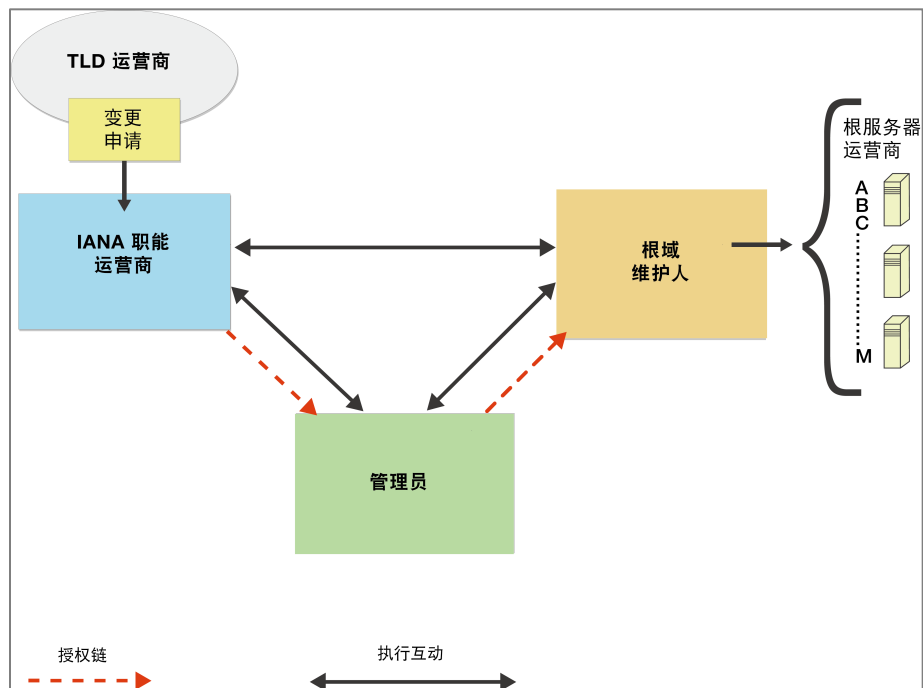 TLD 运营商
变更
申请
IANA 职能
运营商
根域
维护人
根服务器
运营商
A
B
C
M
管理员
授权链
执行互动